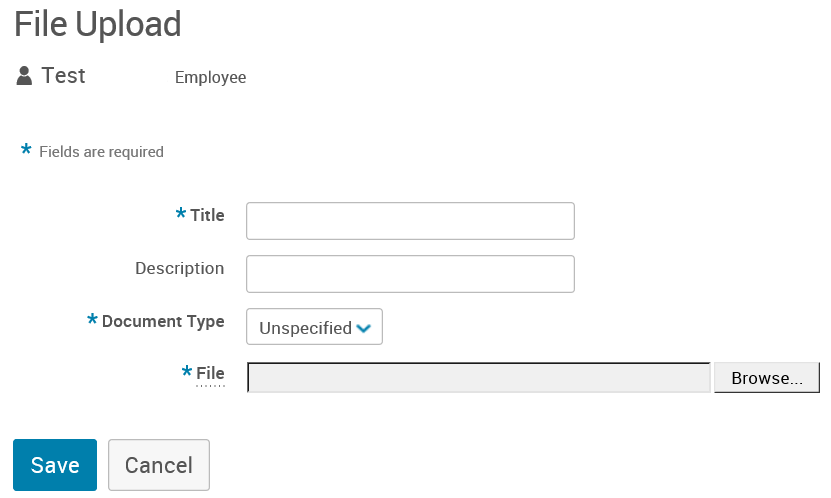 File Upload
Test Employee
* Fields are required
* Title
Description
* Document Type Unspecified
* File Browse...
Save Cancel